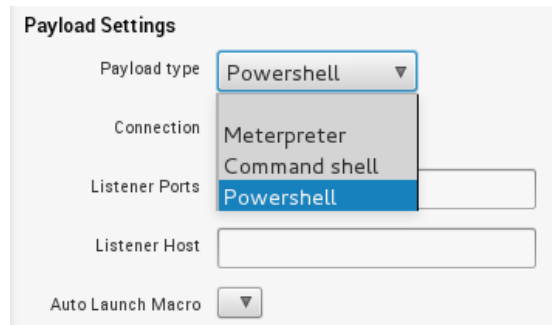 Payload Settings
Payload type Powershell
Connection Meterpreter
Command shell
Listener Ports Powershell
Listener Host
Auto Launch Macro